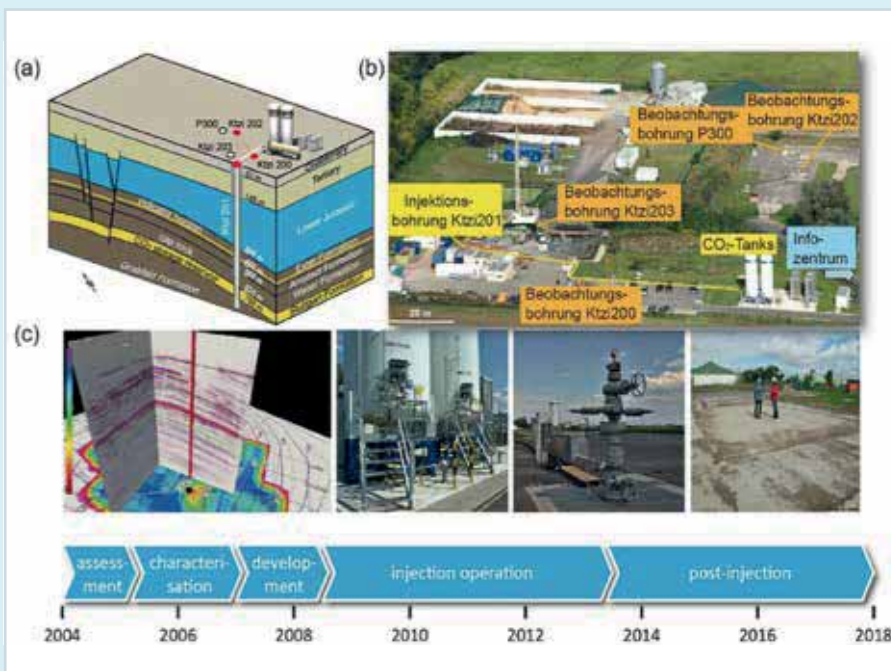 (a)
P300
Ktzi 202
Ktzi 203
Ktzi 200
Tertiary
Lower Jurassic
Cap rock
(b)
Beobachtungs-
bohrung Ktzi202
Beobachtungs-
bohrung P300
Injektions-
bohrung Ktzi201
Beobachtungs-
bohrung Ktzi203
CO₂-Tanks
Info-
zentrum
Beobachtungs-
bohrung Ktzi200
(c)
assess-
ment
characteri-
sation
develop-
ment
injection operation
post-injection
2004
2006
2008
2010
2012
2014
2016
2018